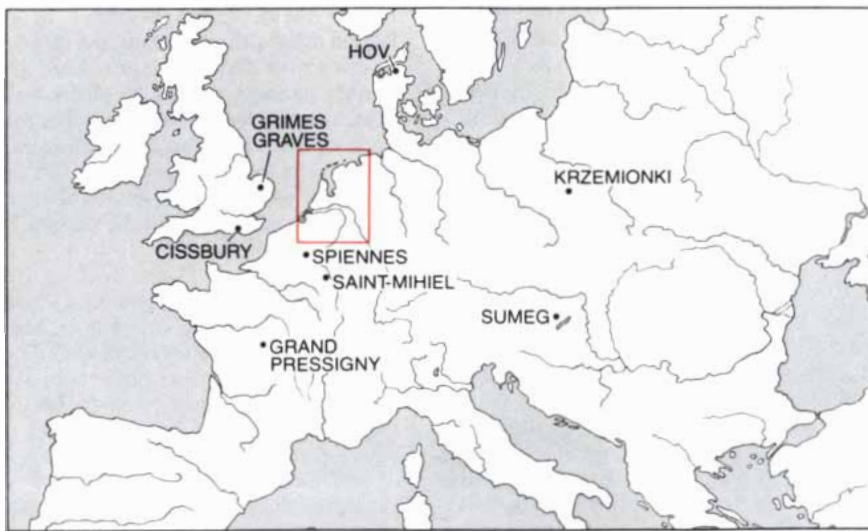 HOV
GRIMES
GRAVES
KRZEMIONKI
CISSBURY
SPIENNES
SAINT-MIHIEL
SUMEG
GRAND
PRESSIGNY